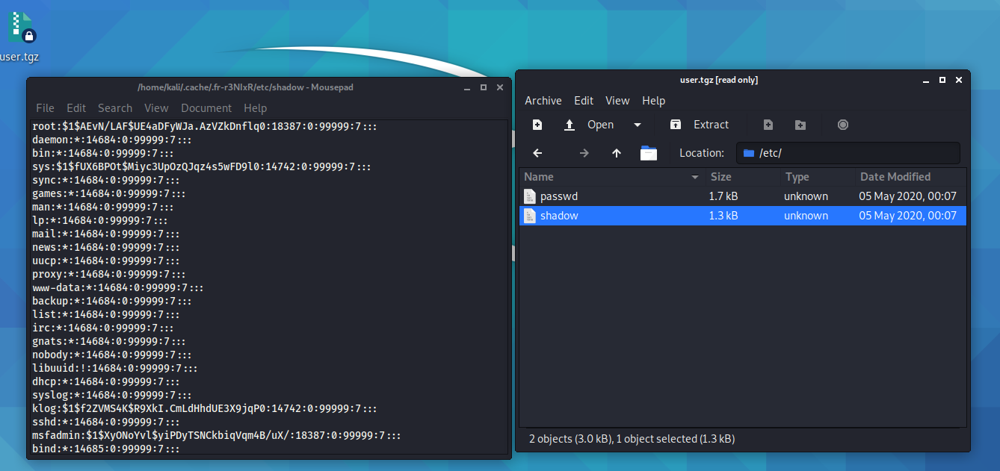 user.tgz
/home/kali/.cache/.fr-r3NlxR/etc/shadow - Mousepad
File Edit Search View Document Help
root:$1$AEvN/LAF$UE4aDFyWJa.AzVZkDnflq0:18387:0:99999:7:::
daemon:*:14684:0:99999:7:::
bin:*:14684:0:99999:7:::
sys:$1$fUX6BPOt$Miyc3UpOzQJqz4s5wFD9l0:14742:0:99999:7:::
sync:*:14684:0:99999:7:::
games:*:14684:0:99999:7:::
man:*:14684:0:99999:7:::
lp:*:14684:0:99999:7:::
mail:*:14684:0:99999:7:::
news:*:14684:0:99999:7:::
uucp:*:14684:0:99999:7:::
proxy:*:14684:0:99999:7:::
www-data:*:14684:0:99999:7:::
backup:*:14684:0:99999:7:::
list:*:14684:0:99999:7:::
irc:*:14684:0:99999:7:::
gnats:*:14684:0:99999:7:::
nobody:*:14684:0:99999:7:::
libuuid:!:14684:0:99999:7:::
dhcp:*:14684:0:99999:7:::
syslog:*:14684:0:99999:7:::
klog:$1$f2ZVMS4K$R9XkI.CmLdHhdUE3X9jqP0:14742:0:99999:7:::
sshd:*:14684:0:99999:7:::
msfadmin:$1$XyONoYvl$yiPDyTSNCkbiqVqm4B/uX/:18387:0:99999:7:::
bind:*:14685:0:99999:7:::
user.tgz [read only]
Archive Edit View Help
Open Extract
Location: /etc/
Name Size Type Date Modified
passwd 1.7 kB unknown 05 May 2020, 00:07
shadow 1.3 kB unknown 05 May 2020, 00:07
2 objects (3.0 kB), 1 object selected (1.3 kB)